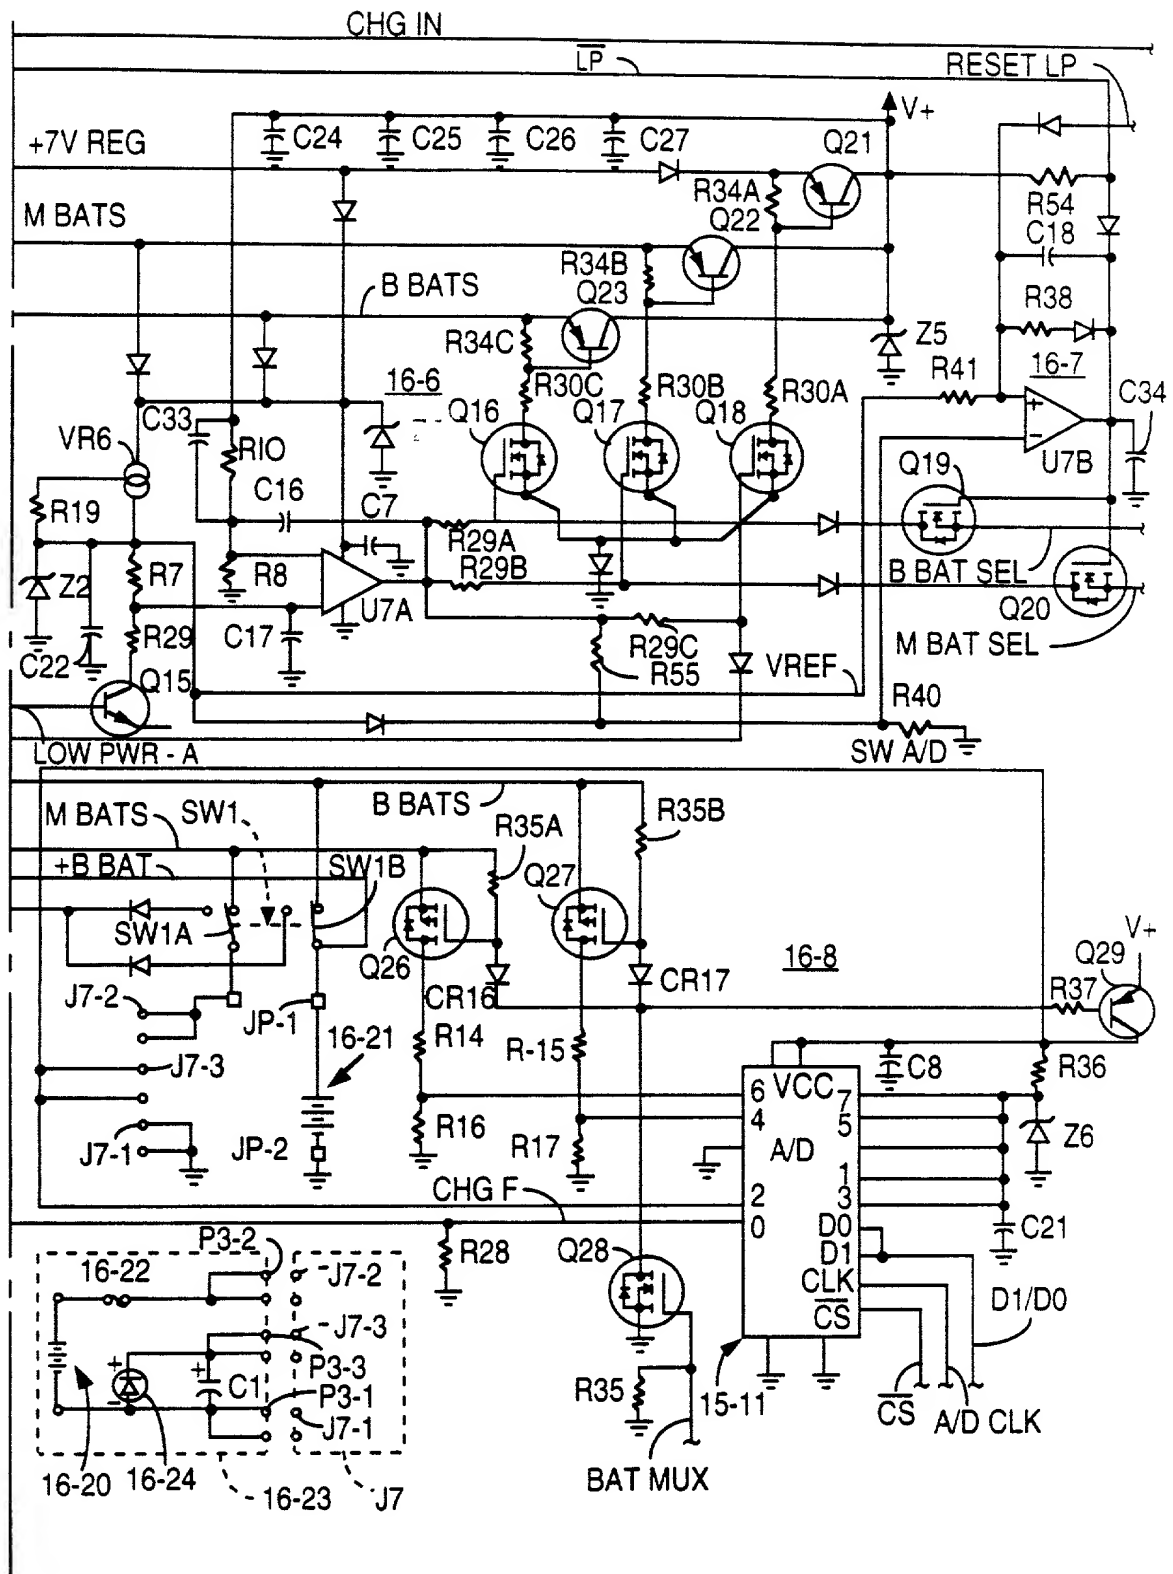 CHG IN
LP
RESET LP
V+
C24 C25 C26 C27
Q21
+7V REG
R34A
Q22
R54
M BATS
C18
R34B
Q23
B BATS
R38
Z5
R34C
16-7
R41
16-6
R30C R30B R30A
C34
C33
Q16 Q17 Q18
VR6
R10
U7B
Q19
C16
C7
R19
R29A
R29B
B BAT SEL
R7 R8
Z2
U7A
Q20
C17
R29
R29C
M BAT SEL
C22
R55
VREF
Q15
R40
LOW PWR - A
SW A/D
B BATS
M BATS
SW1
R35A
R35B
+B BAT
SW1B
Q27
SW1A
V+
Q26
16-8
Q29
J7-2
CR16
CR17
R37
JP-1
16-21
R14
R-15
J7-3
C8
R36
6 VCC 7
4 5
R16
Z6
J7-1
JP-2
R17
A/D
1
CHG F
2 3
0 D0
C21
P3-2
R28
Q28
D1
16-22
J7-2
CLK
D1/D0
CS
J7-3
P3-3
C1
P3-1
R35
15-11
J7-1
CS
A/D CLK
16-20
16-24
16-23
J7
BAT MUX
+
-
+
+
-